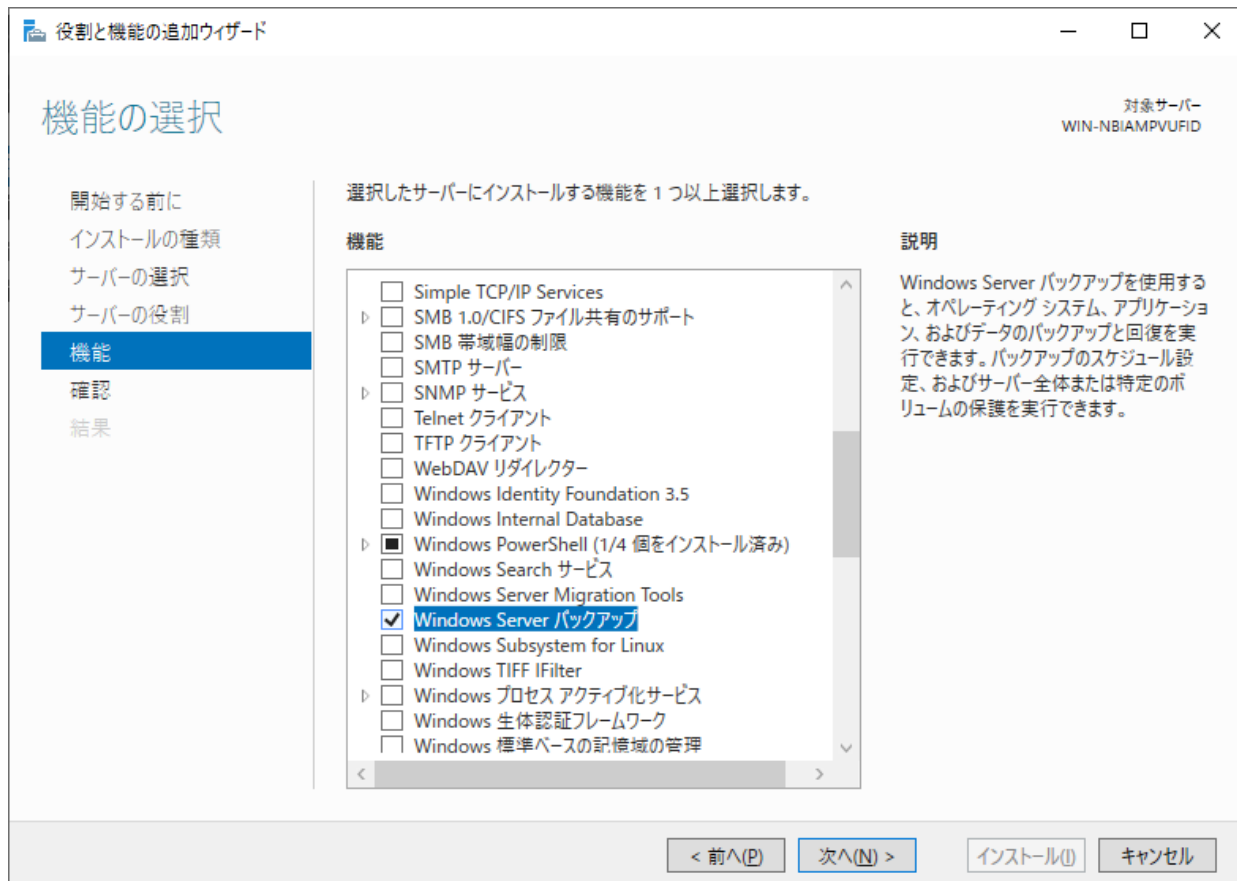 役割と機能の追加ウィザード
機能の選択
対象サーバー
WIN-NBIAMPVUFID
開始する前に
インストールの種類
サーバーの選択
サーバーの役割
機能
確認
結果
選択したサーバーにインストールする機能を 1 つ以上選択します。
機能
Simple TCP/IP Services
SMB 1.0/CIFS ファイル共有のサポート
SMB 帯域幅の制限
SMTP サーバー
SNMP サービス
Telnet クライアント
TFTP クライアント
WebDAV リダイレクター
Windows Identity Foundation 3.5
Windows Internal Database
Windows PowerShell (1/4 個をインストール済み)
Windows Search サービス
Windows Server Migration Tools
Windows Server バックアップ
Windows Subsystem for Linux
Windows TIFF IFilter
Windows プロセス アクティブ化サービス
Windows 生体認証フレームワーク
Windows 標準ベースの記憶域の管理
説明
Windows Server バックアップを使用する
と、オペレーティング システム、アプリケーショ
ン、およびデータのバックアップと回復を実
行できます。バックアップのスケジュール設
定、およびサーバー全体または特定のボ
リュームの保護を実行できます。
< 前へ(P)
次へ(N) >
インストール(I)
キャンセル